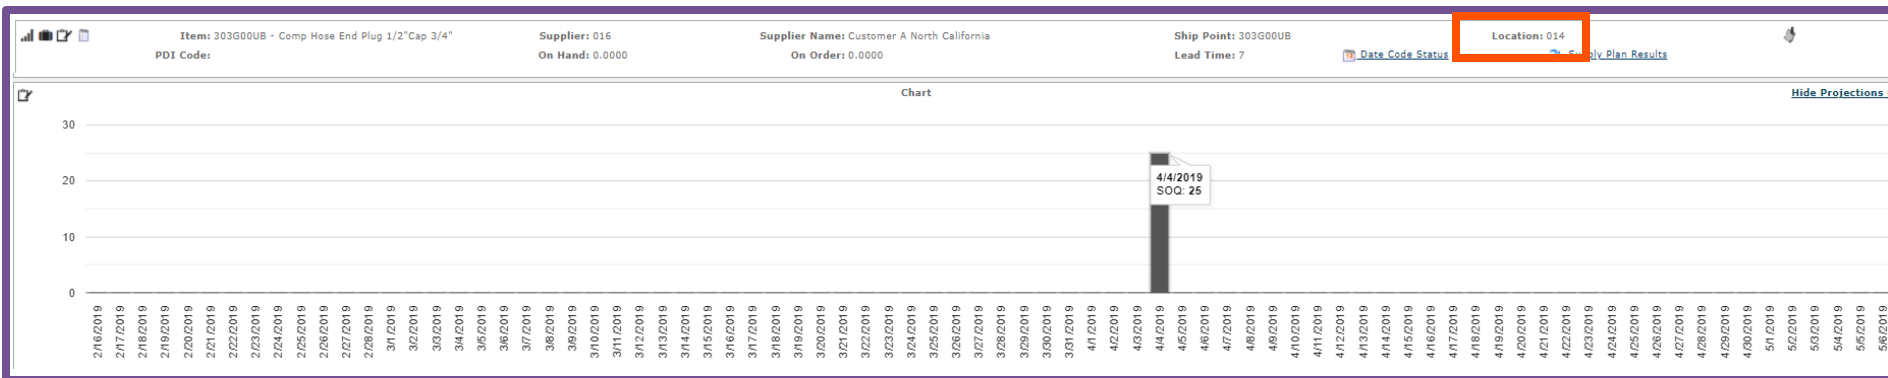 Item: 303G00UB - Comp Hose End Plug 1/2"Cap 3/4" Supplier: 016 Supplier Name: Customer A North California Ship Point: 303G00UB Location: 014
PDI Code: On Hand: 0.0000 On Order: 0.0000 Lead Time: 7 Date Code Status Supply Plan Results
Chart Hide Projections
30
4/4/2019
SOQ: 25
20
10
0
2/16/2019 2/17/2019 2/18/2019 2/19/2019 2/20/2019 2/21/2019 2/22/2019 2/23/2019 2/24/2019 2/25/2019 2/26/2019 2/27/2019 2/28/2019 3/1/2019 3/2/2019 3/3/2019 3/4/2019 3/5/2019 3/6/2019 3/7/2019 3/8/2019 3/9/2019 3/10/2019 3/11/2019 3/12/2019 3/13/2019 3/14/2019 3/15/2019 3/16/2019 3/17/2019 3/18/2019 3/19/2019 3/20/2019 3/21/2019 3/22/2019 3/23/2019 3/24/2019 3/25/2019 3/26/2019 3/27/2019 3/28/2019 3/29/2019 3/30/2019 3/31/2019 4/1/2019 4/2/2019 4/3/2019 4/4/2019 4/5/2019 4/6/2019 4/7/2019 4/8/2019 4/9/2019 4/10/2019 4/11/2019 4/12/2019 4/13/2019 4/14/2019 4/15/2019 4/16/2019 4/17/2019 4/18/2019 4/19/2019 4/20/2019 4/21/2019 4/22/2019 4/23/2019 4/24/2019 4/25/2019 4/26/2019 4/27/2019 4/28/2019 4/29/2019 4/30/2019 5/1/2019 5/2/2019 5/3/2019 5/4/2019 5/5/2019 5/6/2019